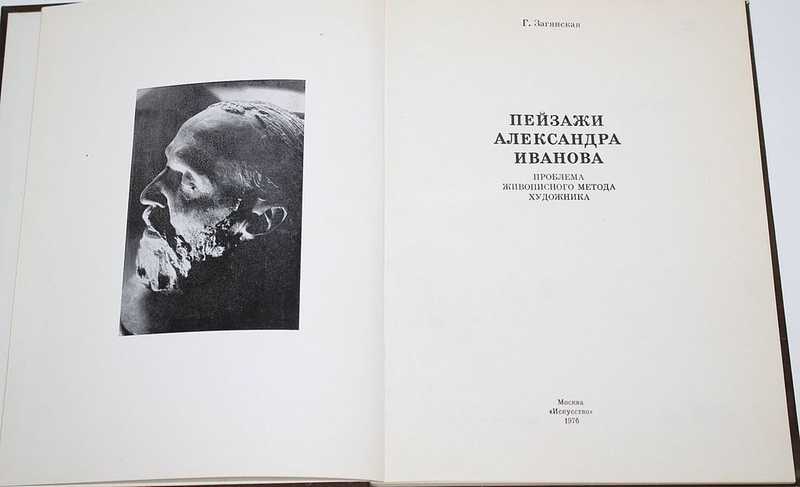 Г. Загянская
ПЕЙЗАЖИ
АЛЕКСАНДРА
ИВАНОВА
ПРОБЛЕМА
ЖИВОПИСНОГО МЕТОДА
ХУДОЖНИКА
Москва
«Искусство»
1976